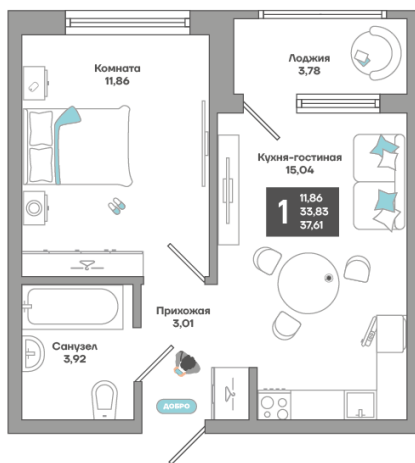 Комната
11,86
Лоджия
3,78
Кухня-гостиная
15,04
1
11,86
33,83
37,61
Прихожая
3,01
Санузел
3,92
ДОБРО